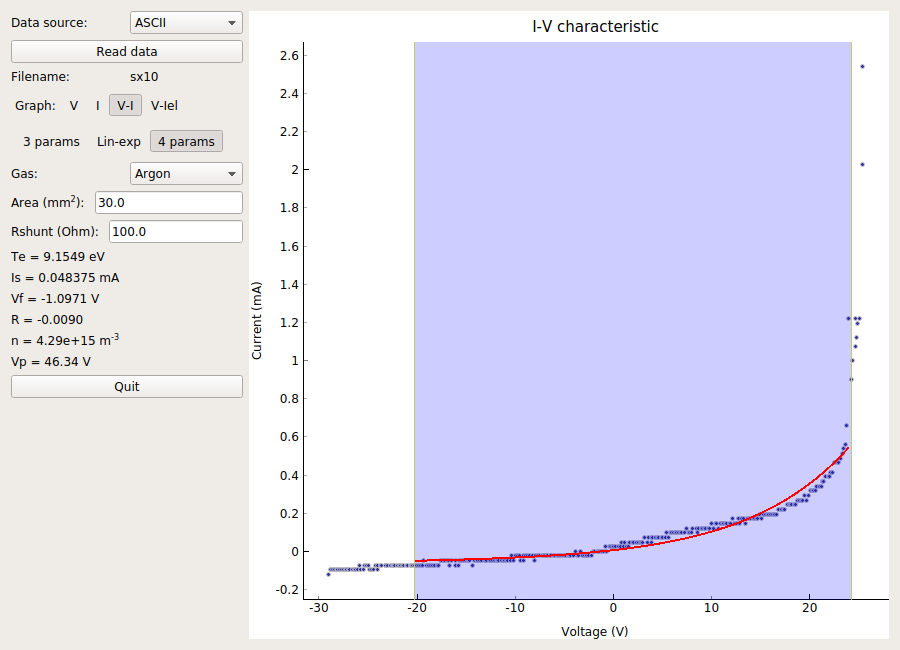 Data source: ASCII
Read data
Filename: sx10
Graph: V I V-I V-Iel
3 params Lin-exp 4 params
Gas: Argon
Area (mm²): 30.0
Rshunt (Ohm): 100.0
Te = 9.1549 eV
Is = 0.048375 mA
Vf = -1.0971 V
R = -0.0090
n = 4.29e+15 m⁻³
Vp = 46.34 V
Quit
I-V characteristic
Current (mA)
2.6
2.4
2.2
2
1.8
1.6
1.4
1.2
1
0.8
0.6
0.4
0.2
0
-0.2
-30 -20 -10 0 10 20
Voltage (V)